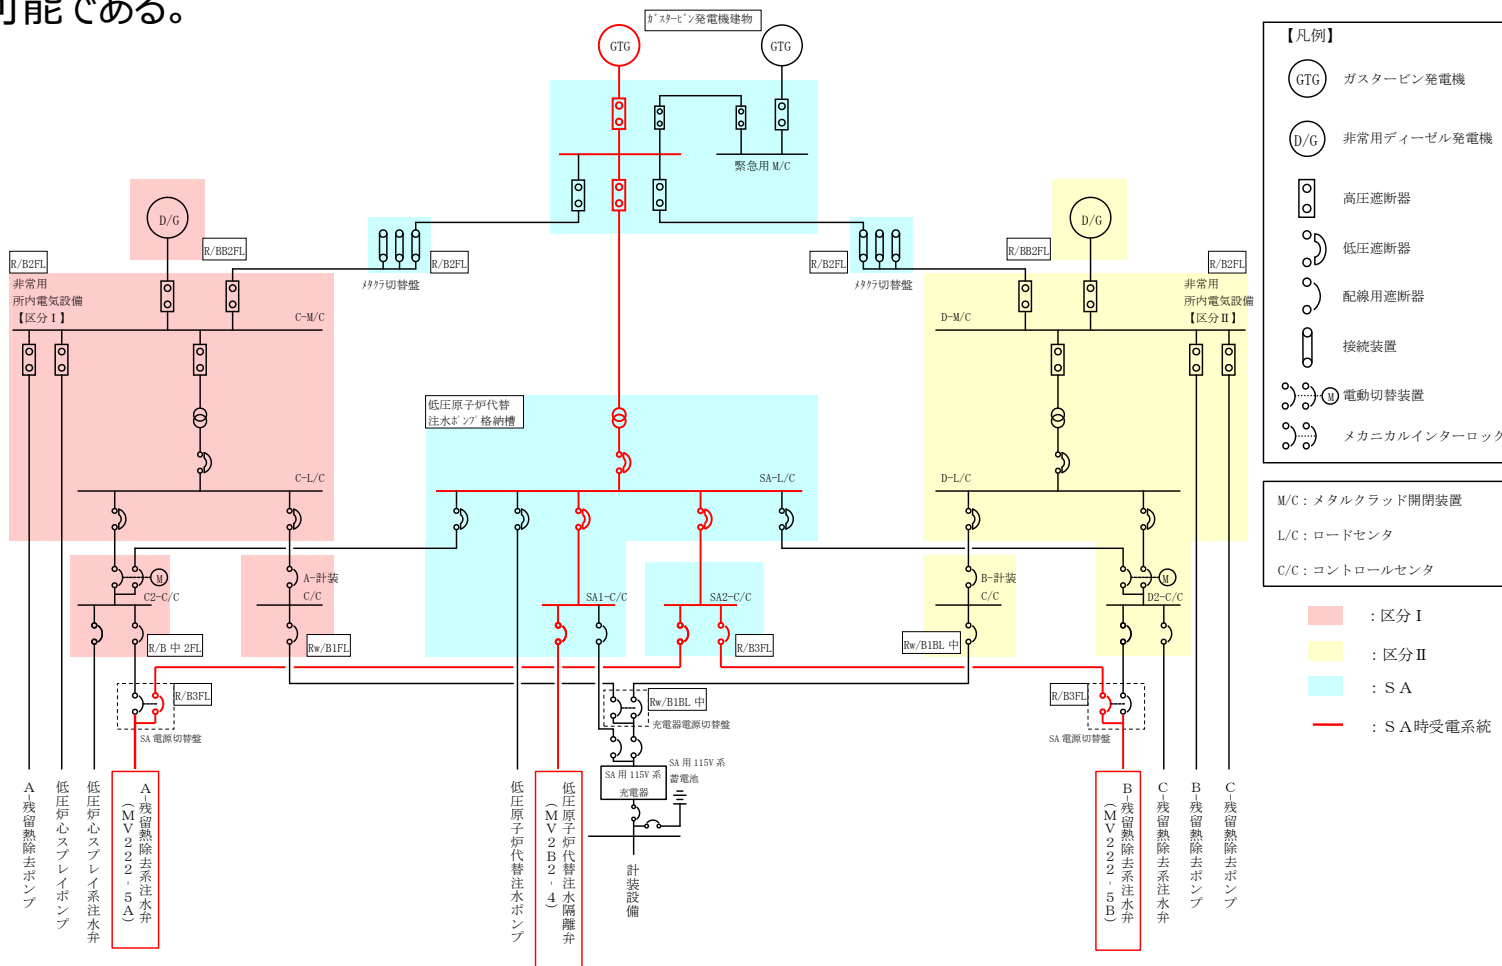 可能である。
ｶﾞｽﾀｰﾋﾞﾝ発電機建物
GTG
GTG
緊急用 M/C
D/G
D/G
R/B2FL
R/BB2FL
R/B2FL
R/B2FL
R/BB2FL
R/B2FL
ﾒﾀｸﾗ切替盤
ﾒﾀｸﾗ切替盤
非常用
所内電気設備
【区分Ⅰ】
C-M/C
D-M/C
非常用
所内電気設備
【区分Ⅱ】
低圧原子炉代替
注水ﾎﾟﾝﾌﾟ格納槽
C-L/C
SA-L/C
D-L/C
M
A-計装
C/C
C2-C/C
SA1-C/C
SA2-C/C
B-計装
C/C
M
D2-C/C
R/B 中 2FL
Rw/B1FL
R/B3FL
Rw/B1BL 中
R/B3FL
SA 電源切替盤
Rw/B1BL 中
充電器電源切替盤
R/B3FL
SA 電源切替盤
SA 用 115V 系
充電器
SA 用 115V 系
蓄電池
A-残留熱除去ポンプ
低圧炉心スプレイポンプ
低圧炉心スプレイ系注水弁
A-残留熱除去系注水弁
(MV222-5A)
低圧原子炉代替注水ポンプ
低圧原子炉代替注水隔離弁
(MV2B2-4)
計装設備
B-残留熱除去系注水弁
(MV222-5B)
C-残留熱除去系注水弁
B-残留熱除去ポンプ
C-残留熱除去ポンプ
【凡例】
GTG ガスタービン発電機
D/G 非常用ディーゼル発電機
高圧遮断器
低圧遮断器
配線用遮断器
接続装置
M 電動切替装置
メカニカルインターロック
M/C：メタルクラッド開閉装置
L/C：ロードセンタ
C/C：コントロールセンタ
：区分Ⅰ
：区分Ⅱ
：ＳＡ
：ＳＡ時受電系統